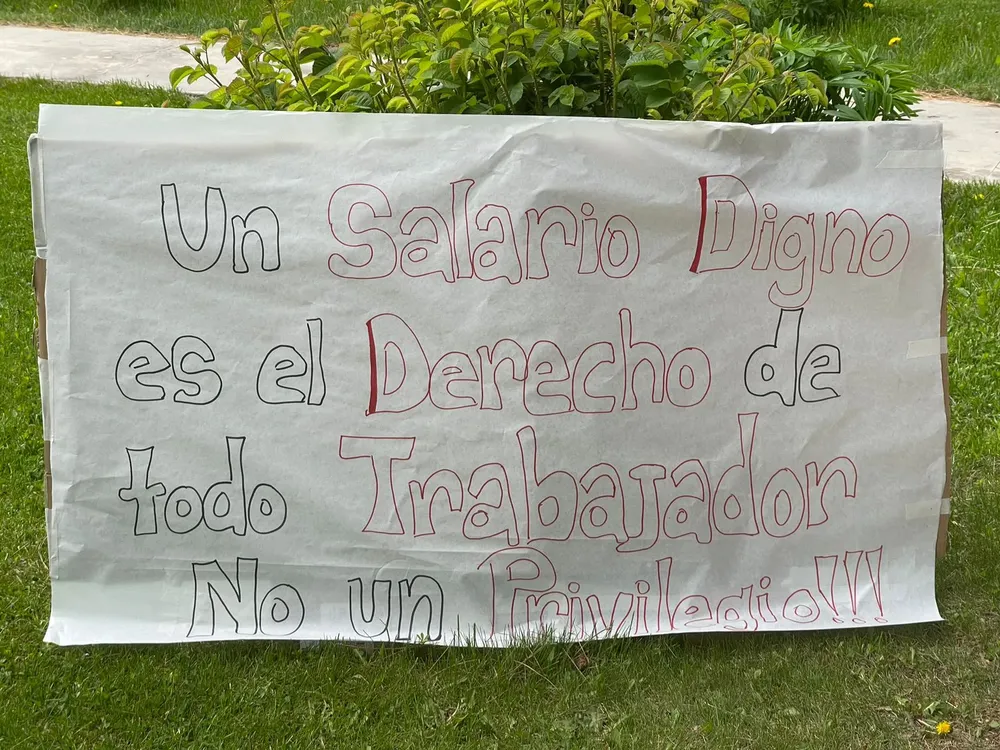 Un Salario Digno
es el Derecho de
todo Trabajador
No un Privilegio!!!